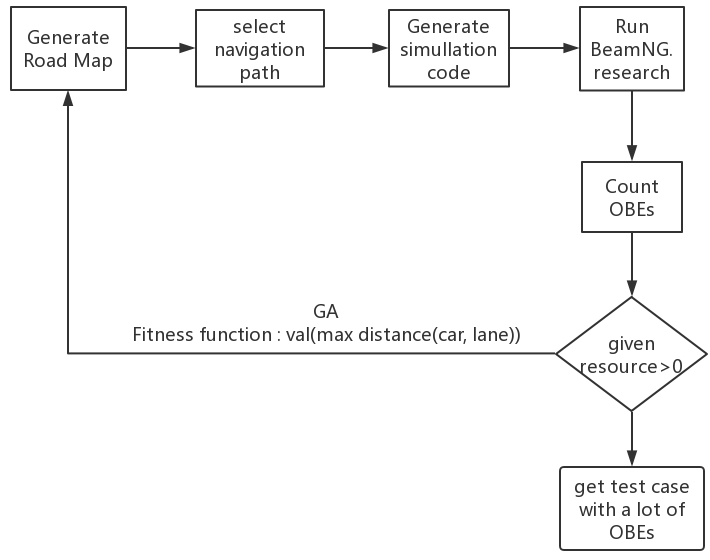 Generate
Road Map
select
navigation
path
Generate
simullation
code
Run
BeamNG.
research
Count
OBEs
GA
Fitness function : val(max distance(car, lane))
given
resource>0
get test case
with a lot of
OBEs